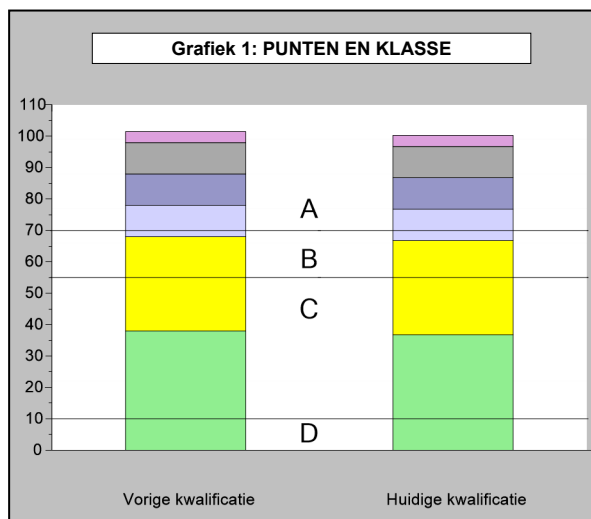 Grafiek 1: PUNTEN EN KLASSE
110
100
90
80
70
60
50
40
30
20
10
0
A
B
C
D
Vorige kwalificatie Huidige kwalificatie